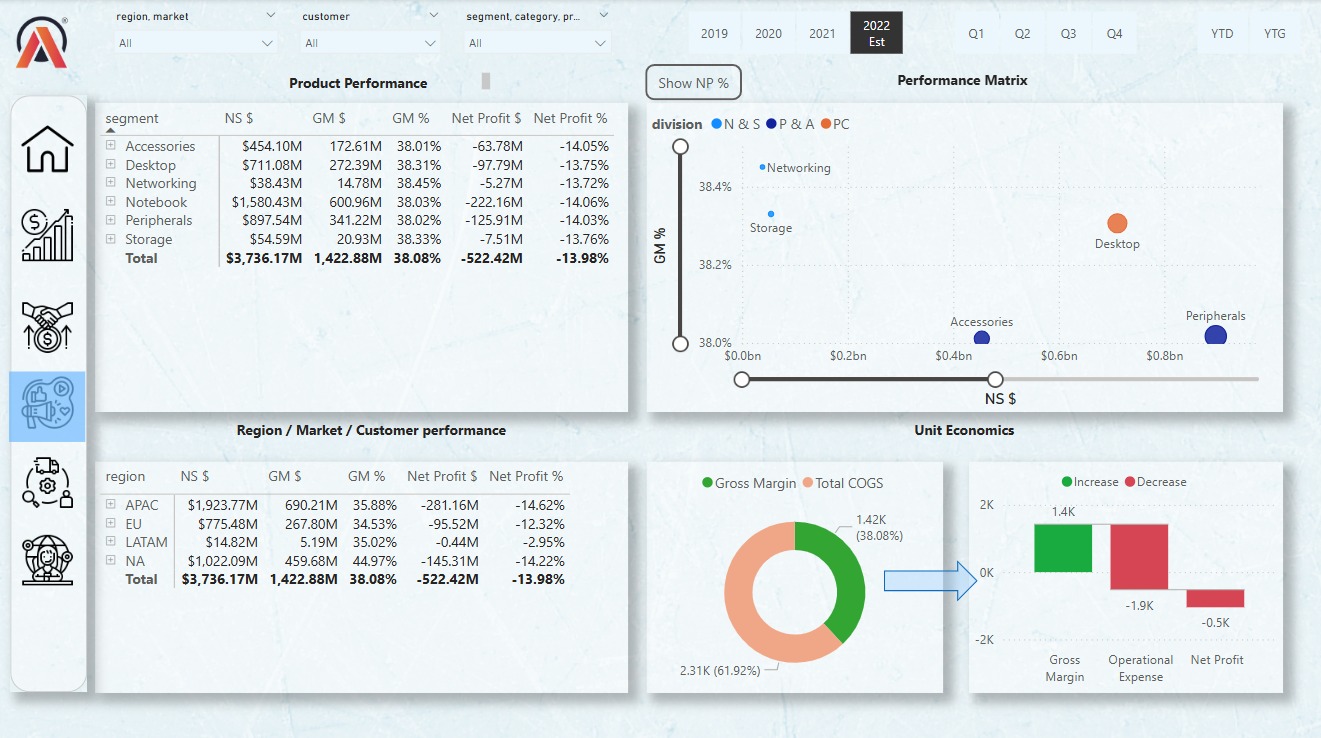 region, market customer segment, category, pr...
All All All
2019 2020 2021 2022 Est Q1 Q2 Q3 Q4 YTD YTG
Product Performance
segment NS $ GM $ GM % Net Profit $ Net Profit %
Accessories $454.10M 172.61M 38.01% -63.78M -14.05%
Desktop $711.08M 272.39M 38.31% -97.79M -13.75%
Networking $38.43M 14.78M 38.45% -5.27M -13.72%
Notebook $1,580.43M 600.96M 38.03% -222.16M -14.06%
Peripherals $897.54M 341.22M 38.02% -125.91M -14.03%
Storage $54.59M 20.93M 38.33% -7.51M -13.76%
Total $3,736.17M 1,422.88M 38.08% -522.42M -13.98%
Show NP %
Performance Matrix
division N & S P & A PC
GM %
38.4%
38.2%
38.0%
Networking
Storage
Desktop
Accessories
Peripherals
$0.0bn $0.2bn $0.4bn $0.6bn $0.8bn
NS $
Region / Market / Customer performance
region NS $ GM $ GM % Net Profit $ Net Profit %
APAC $1,923.77M 690.21M 35.88% -281.16M -14.62%
EU $775.48M 267.80M 34.53% -95.52M -12.32%
LATAM $14.82M 5.19M 35.02% -0.44M -2.95%
NA $1,022.09M 459.68M 44.97% -145.31M -14.22%
Total $3,736.17M 1,422.88M 38.08% -522.42M -13.98%
Unit Economics
Gross Margin Total COGS
1.42K
(38.08%)
2.31K (61.92%)
Increase Decrease
2K
0K
-2K
1.4K
-1.9K
-0.5K
Gross Margin
Operational Expense
Net Profit